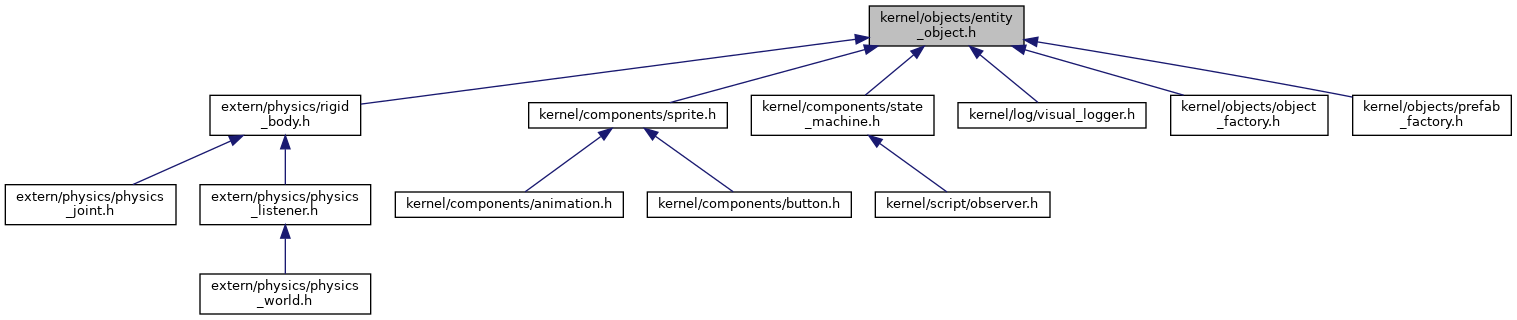 kernel/objects/entity
_object.h
extern/physics/rigid
_body.h
kernel/components/sprite.h
kernel/components/state
_machine.h
kernel/log/visual_logger.h
kernel/objects/object
_factory.h
kernel/objects/prefab
_factory.h
extern/physics/physics
_joint.h
extern/physics/physics
_listener.h
kernel/components/animation.h
kernel/components/button.h
kernel/script/observer.h
extern/physics/physics
_world.h